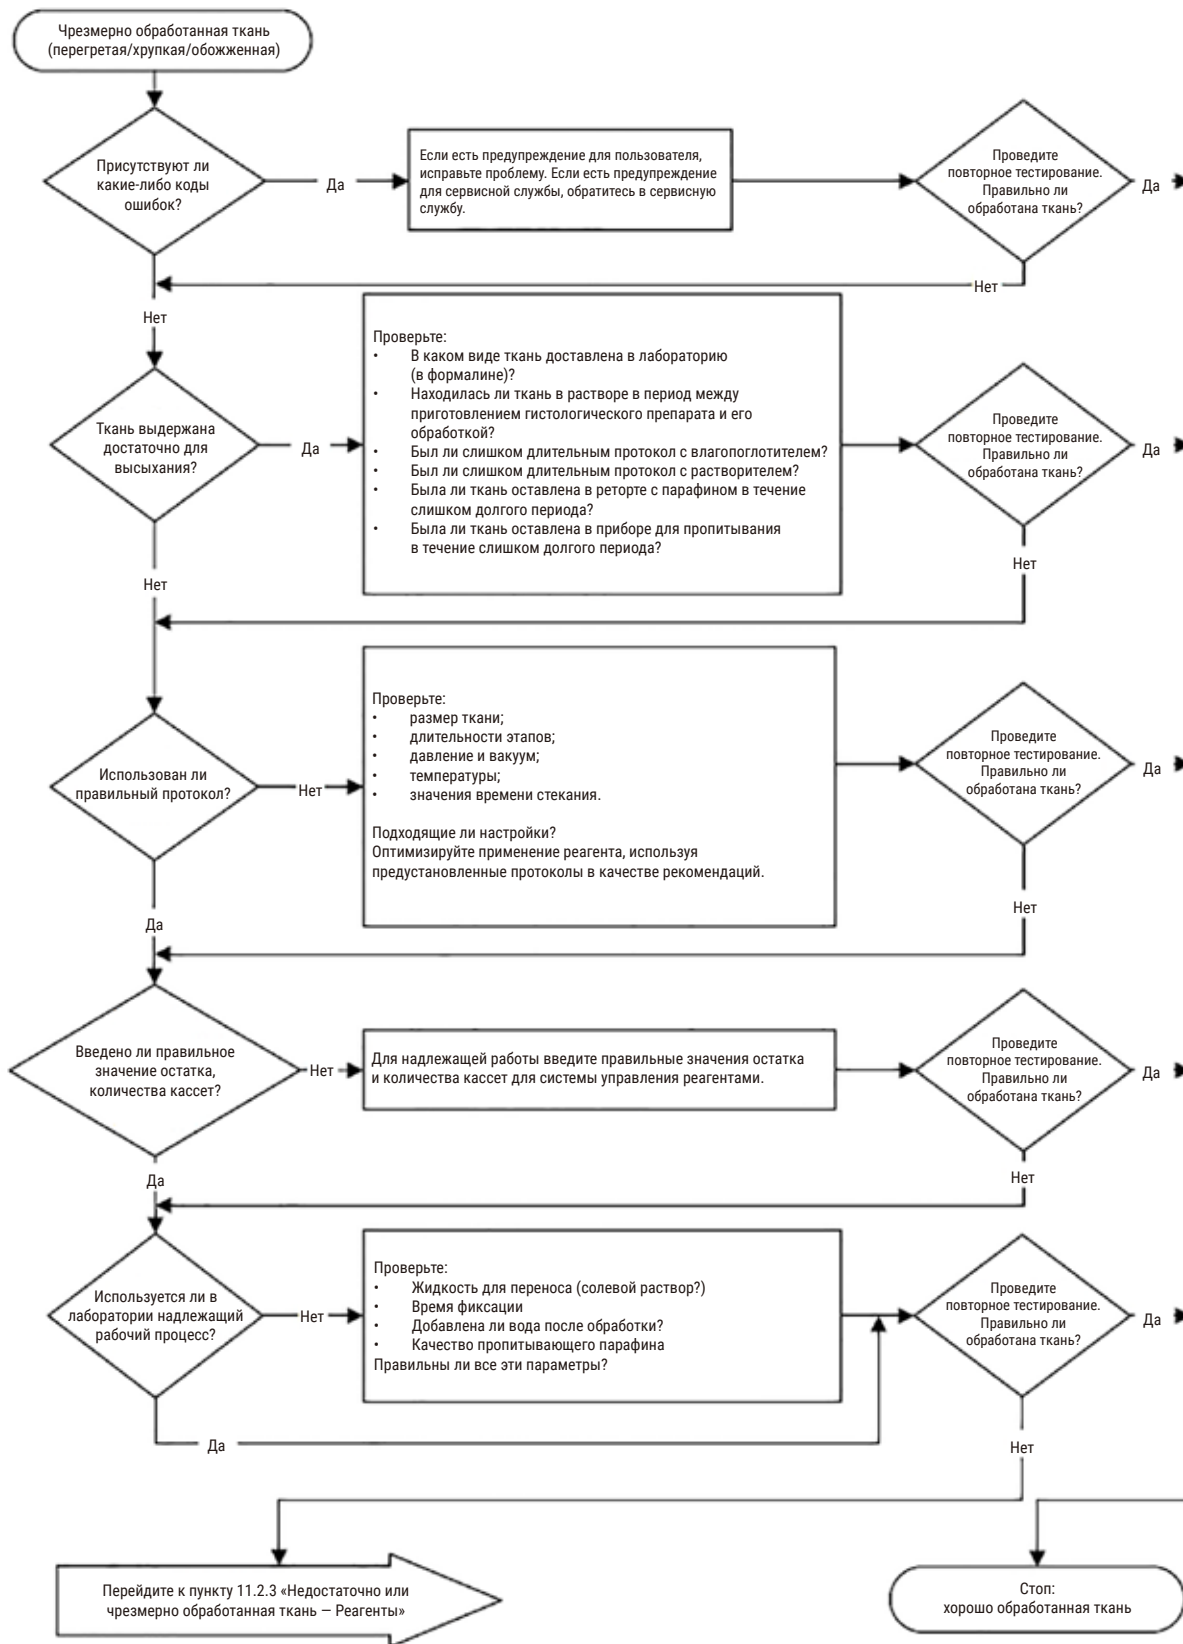 Чрезмерно обработанная ткань
(перегретая/хрупкая/обожженная)
Присутствуют ли
какие-либо коды
ошибок?
Да
Если есть предупреждение для пользователя,
исправьте проблему. Если есть предупреждение
для сервисной службы, обратитесь в сервисную
службу.
Проведите
повторное тестирование.
Правильно ли
обработана ткань?
Да
Нет
Нет
Ткань выдержана
достаточно для
высыхания?
Да
Проверьте:
• В каком виде ткань доставлена в лабораторию
(в формалине)?
• Находилась ли ткань в растворе в период между
приготовлением гистологического препарата и его
обработкой?
• Был ли слишком длительным протокол с влагопоглотителем?
• Был ли слишком длительным протокол с растворителем?
• Была ли ткань оставлена в реторте с парафином в течение
слишком долгого периода?
• Была ли ткань оставлена в приборе для пропитывания
в течение слишком долгого периода?
Проведите
повторное тестирование.
Правильно ли
обработана ткань?
Да
Нет
Нет
Использован ли
правильный протокол?
Нет
Проверьте:
• размер ткани;
• длительности этапов;
• давление и вакуум;
• температуры;
• значения времени стекания.
Подходящие ли настройки?
Оптимизируйте применение реагента, используя
предустановленные протоколы в качестве рекомендаций.
Проведите
повторное тестирование.
Правильно ли
обработана ткань?
Да
Нет
Да
Введено ли правильное
значение остатка,
количества кассет?
Нет
Для надлежащей работы введите правильные значения остатка
и количества кассет для системы управления реагентами.
Проведите
повторное тестирование.
Правильно ли
обработана ткань?
Да
Нет
Да
Используется ли в
лаборатории надлежащий
рабочий процесс?
Нет
Проверьте:
• Жидкость для переноса (солевой раствор?)
• Время фиксации
• Добавлена ли вода после обработки?
• Качество пропитывающего парафина
Правильны ли все эти параметры?
Проведите
повторное тестирование.
Правильно ли
обработана ткань?
Да
Да
Нет
Перейдите к пункту 11.2.3 «Недостаточно или
чрезмерно обработанная ткань — Реагенты»
Стоп:
хорошо обработанная ткань